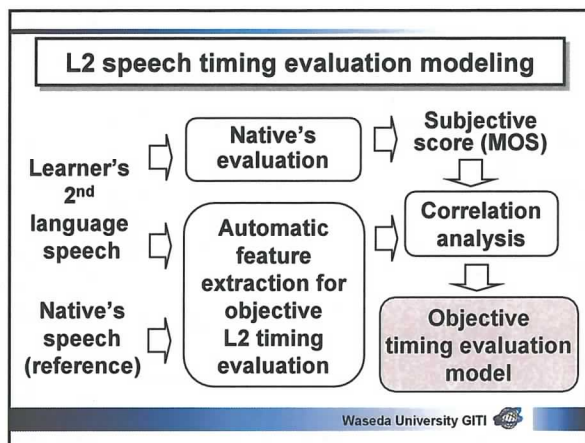 L2 speech timing evaluation modeling
Native's
evaluation
Subjective
score (MOS)
Learner's
2nd
language
speech
Automatic
feature
extraction for
objective
L2 timing
evaluation
Correlation
analysis
Native's
speech
(reference)
Objective
timing evaluation
model
Waseda University GITI